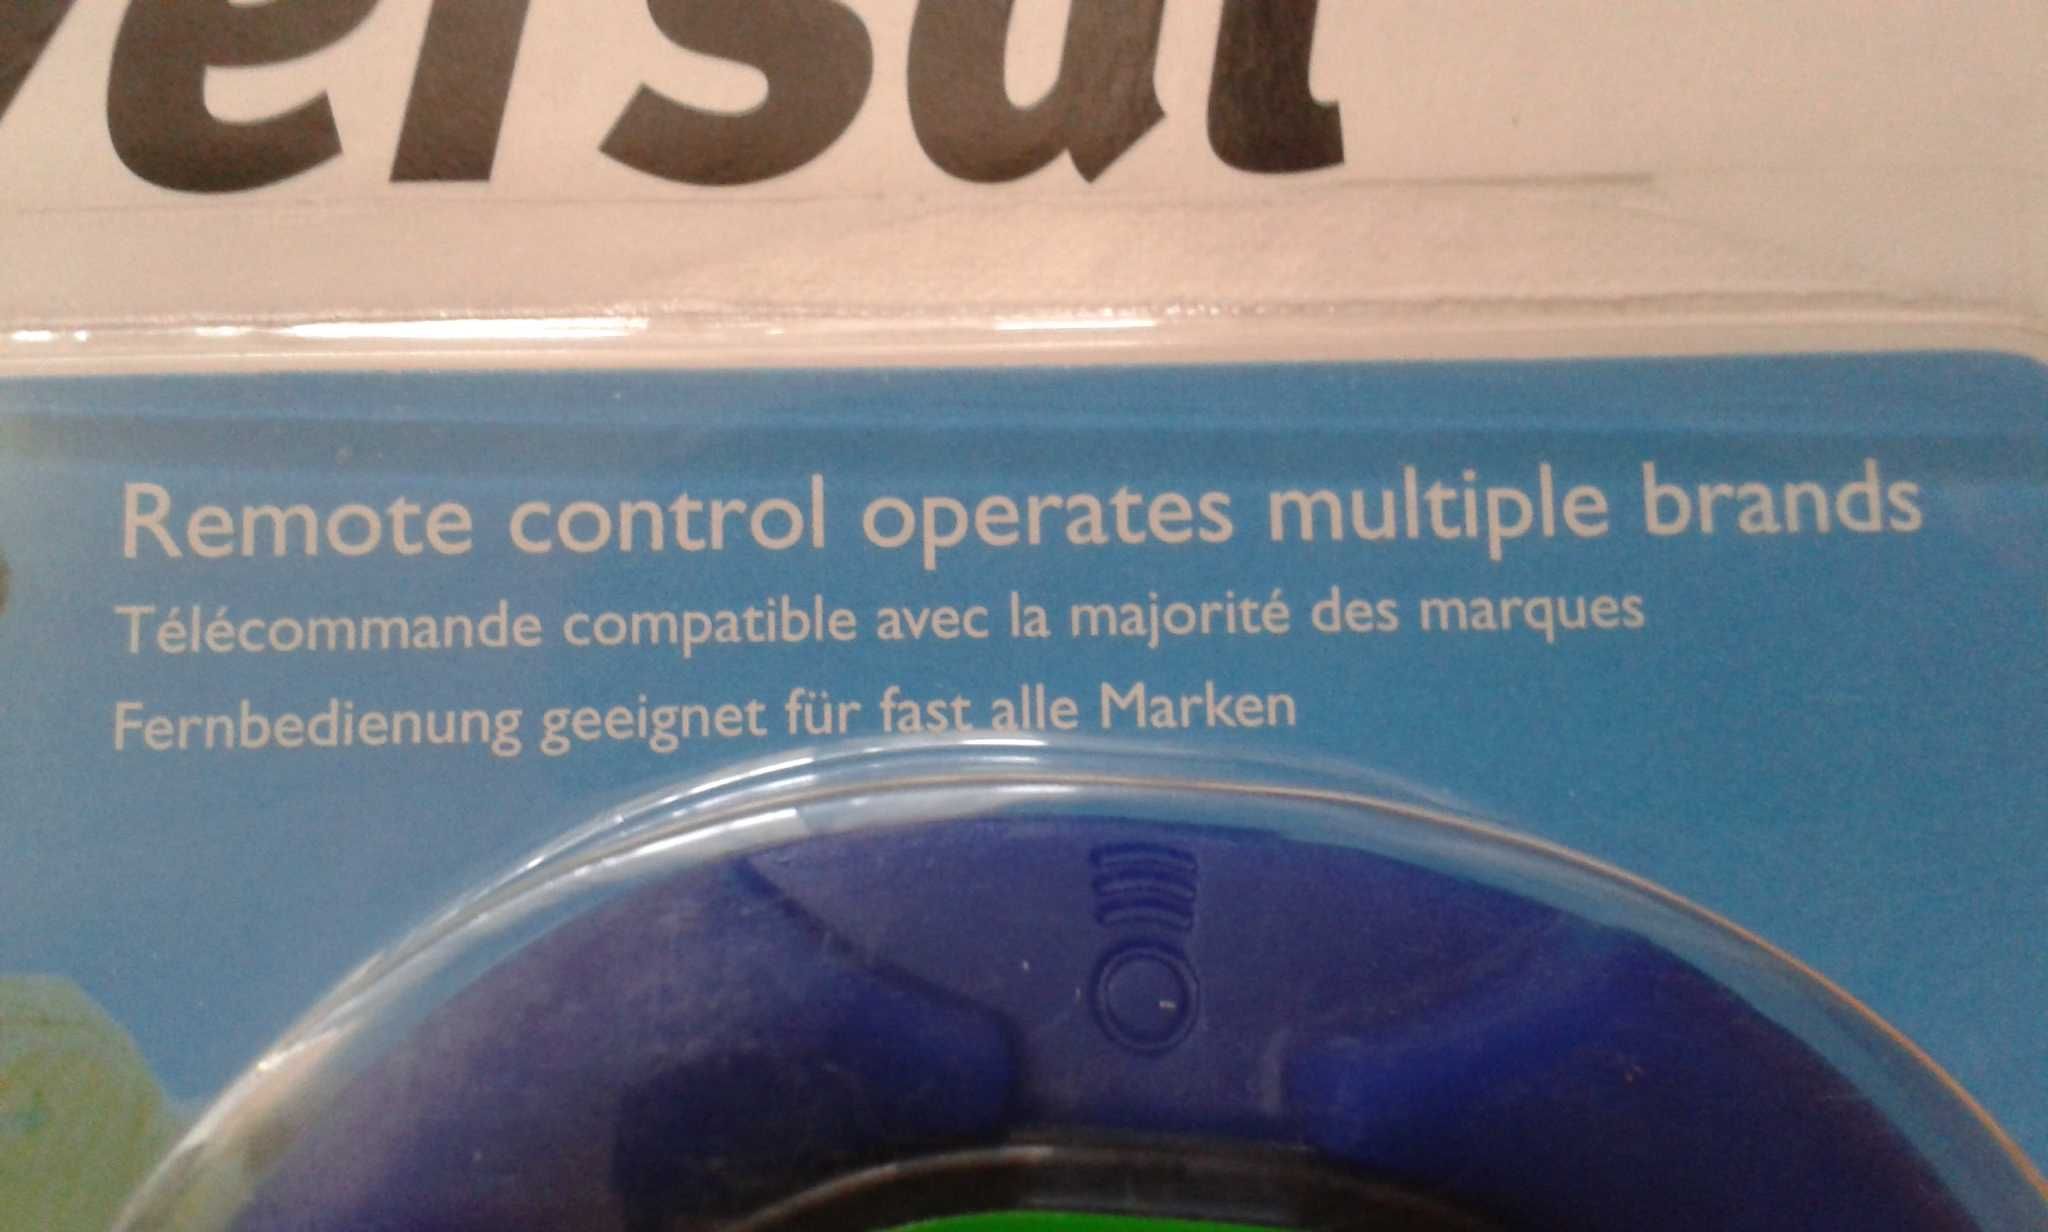 versal
Remote control operates multiple brands
Télécommande compatible avec la majorité des marques
Fernbedienung geeignet für fast alle Marken